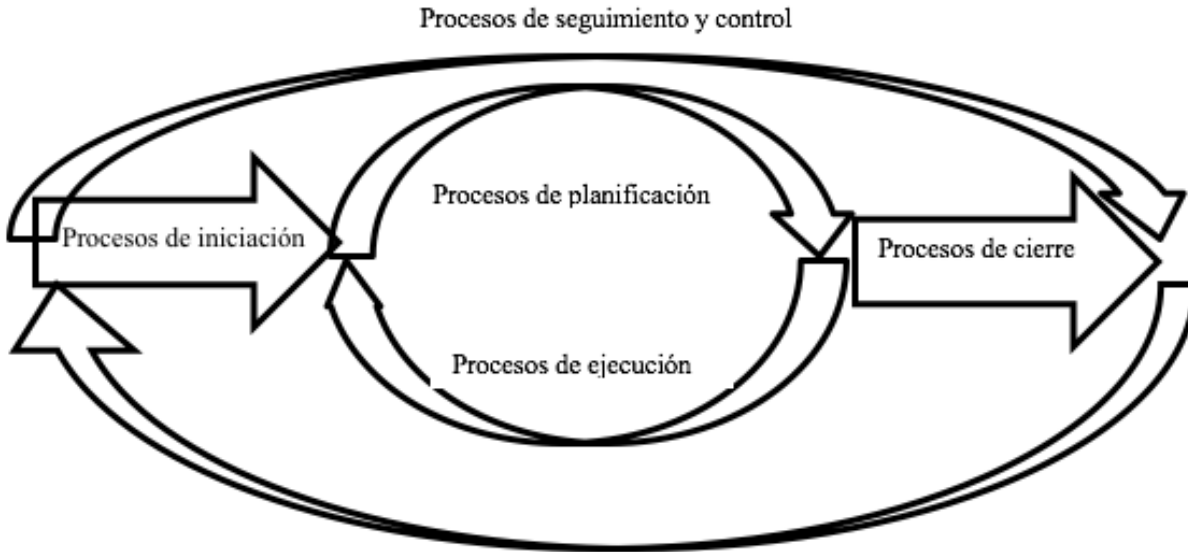 Procesos de seguimiento y control
Procesos de planificación
Procesos de iniciación
Procesos de cierre
Procesos de ejecución